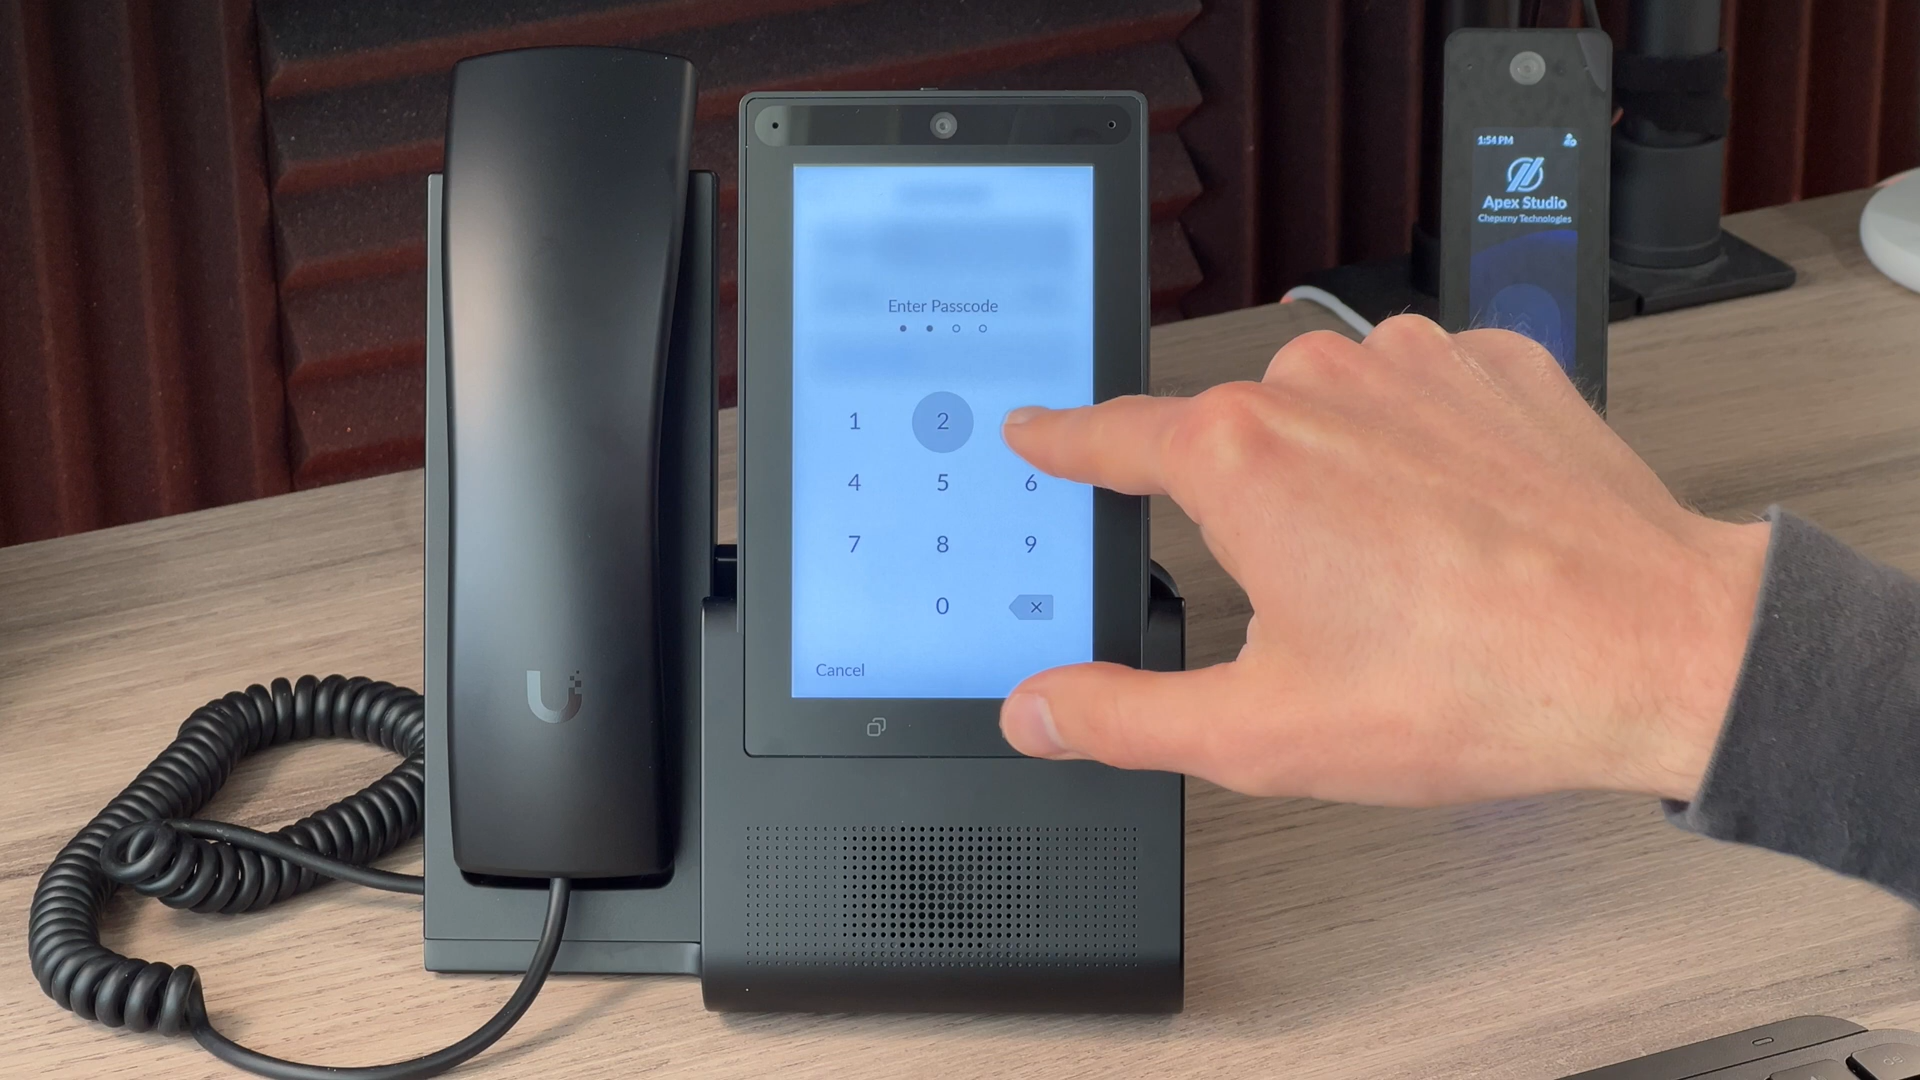 1:54 PM
Apex Studio
Chepurny Technologies
Enter Passcode
1 2
4 5 6
7 8 9
0
Cancel